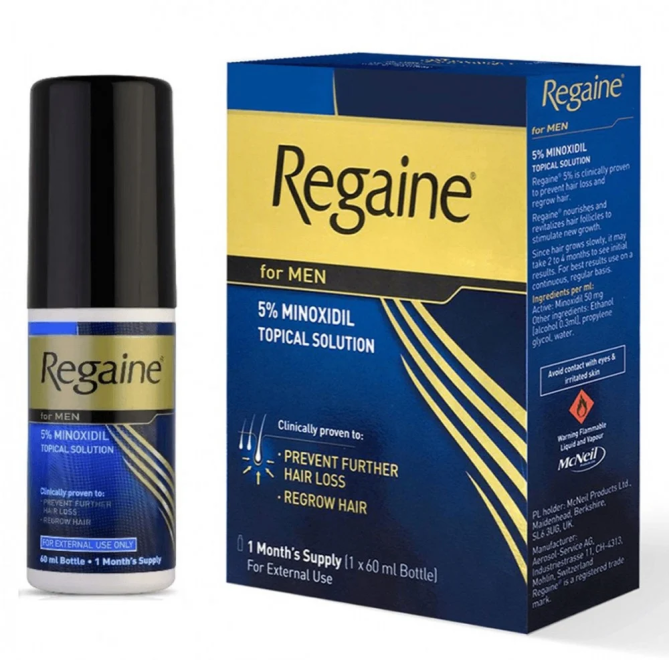 Regaine
for MEN
5% MINOXIDIL
TOPICAL SOLUTION
Clinically proven to:
· PREVENT FURTHER
HAIR LOSS
· REGROW HAIR
FOR EXTERNAL USE ONLY
60 ml Bottle • 1 Month's Supply
Regaine®
for MEN
5% MINOXIDIL
TOPICAL SOLUTION
Clinically proven to:
· PREVENT FURTHER
HAIR LOSS
· REGROW HAIR
1 Month's Supply (1 x 60 ml Bottle)
For External Use
Regaine®
for MEN
5% MINOXIDIL
TOPICAL SOLUTION
Regaine® 5% is clinically proven
to prevent hair loss and
regrow hair.
Regaine® nourishes and
revitalizes hair follicles to
stimulate new growth.
Since hair grows slowly, it may
take 2 to 4 months to see initial
results. For best results use on a
continuous, regular basis.
Ingredients per ml:
Active: Minoxidil 50 mg
Other ingredients: Ethanol
(alcohol 0.3ml), propylene
glycol, water.
Avoid contact with eyes &
irritated skin
Warning Flammable
Liquid and Vapour
McNeil
PL holder: McNeil Products Ltd.,
Maidenhead, Berkshire,
SL6 3UG, UK.
Manufacturer:
Aerosol-Service AG,
Industriestrasse 11, CH-4313,
Mohlin, Switzerland
Regaine® is a registered trade
mark.